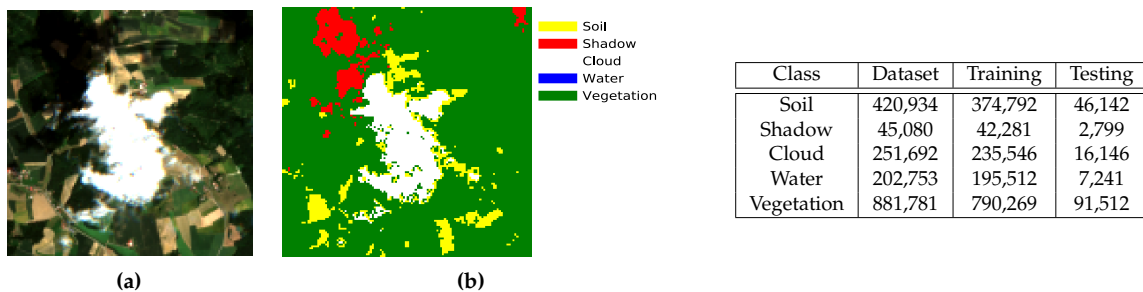 Soil
Shadow
Cloud
Water
Vegetation
(a)
(b)
Class Dataset Training Testing
Soil 420,934 374,792 46,142
Shadow 45,080 42,281 2,799
Cloud 251,692 235,546 16,146
Water 202,753 195,512 7,241
Vegetation 881,781 790,269 91,512